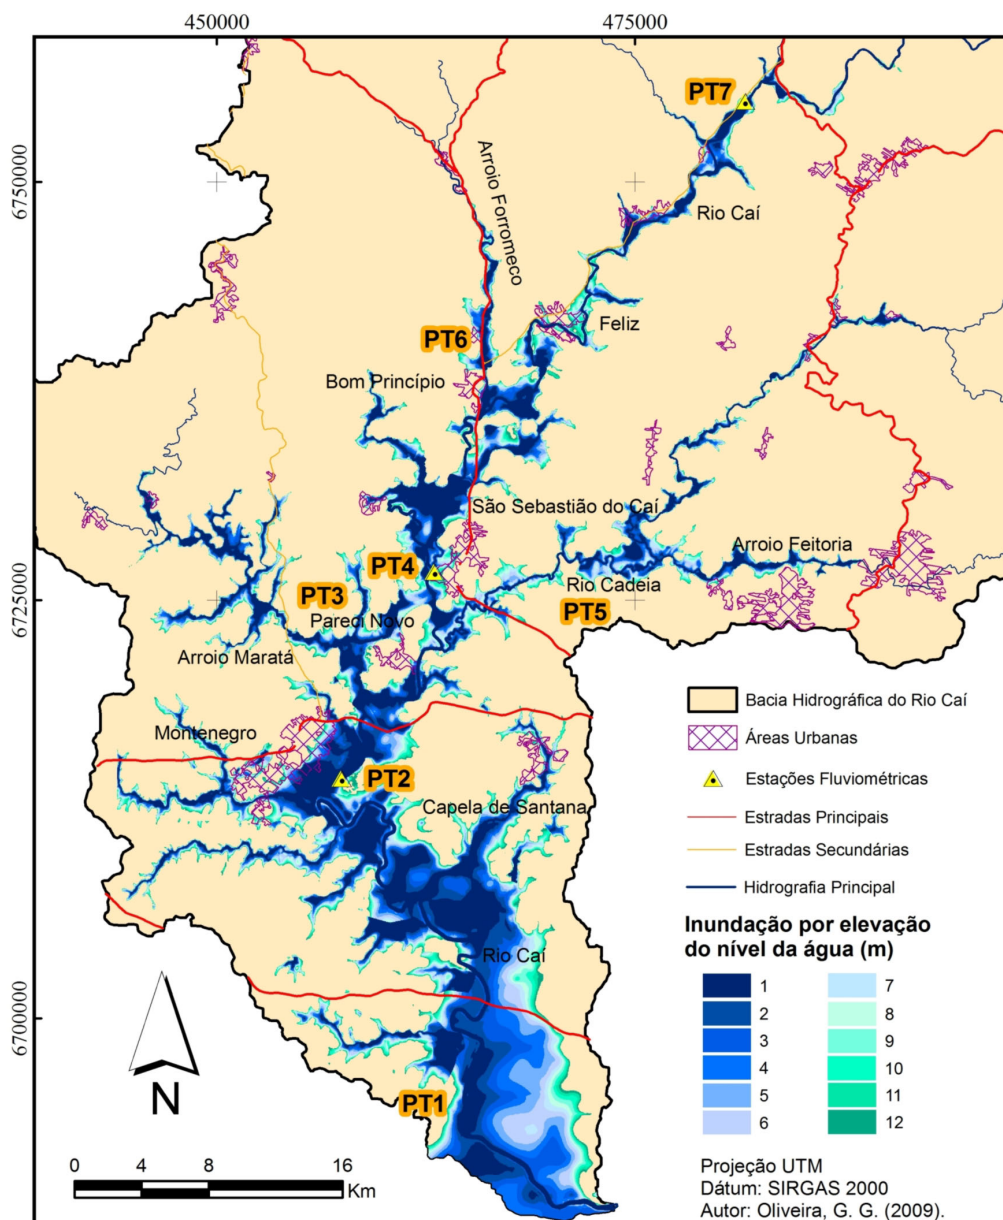 450000
475000
6750000
6725000
6700000
PT7
Arroio Forromeco
Rio Caí
PT6
Feliz
Bom Princípio
São Sebastião do Caí
Arroio Feitoria
PT4
PT3
Rio Cadeia
PT5
Pareci Novo
Arroio Maratá
Montenegro
PT2
Capela de Santana
Rio Caí
PT1
N
0 4 8 16
Km
Bacia Hidrográfica do Rio Caí
Áreas Urbanas
Estações Fluviométricas
Estradas Principais
Estradas Secundárias
Hidrografia Principal
Inundação por elevação
do nível da água (m)
1 7
2 8
3 9
4 10
5 11
6 12
Projeção UTM
Dátum: SIRGAS 2000
Autor: Oliveira, G. G. (2009).